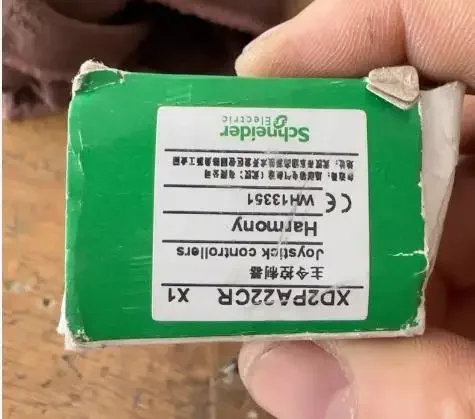 XD2PA22CR X1
主令控制器
Joystick controllers
Harmony
CE WH13351
Schneider
Electric